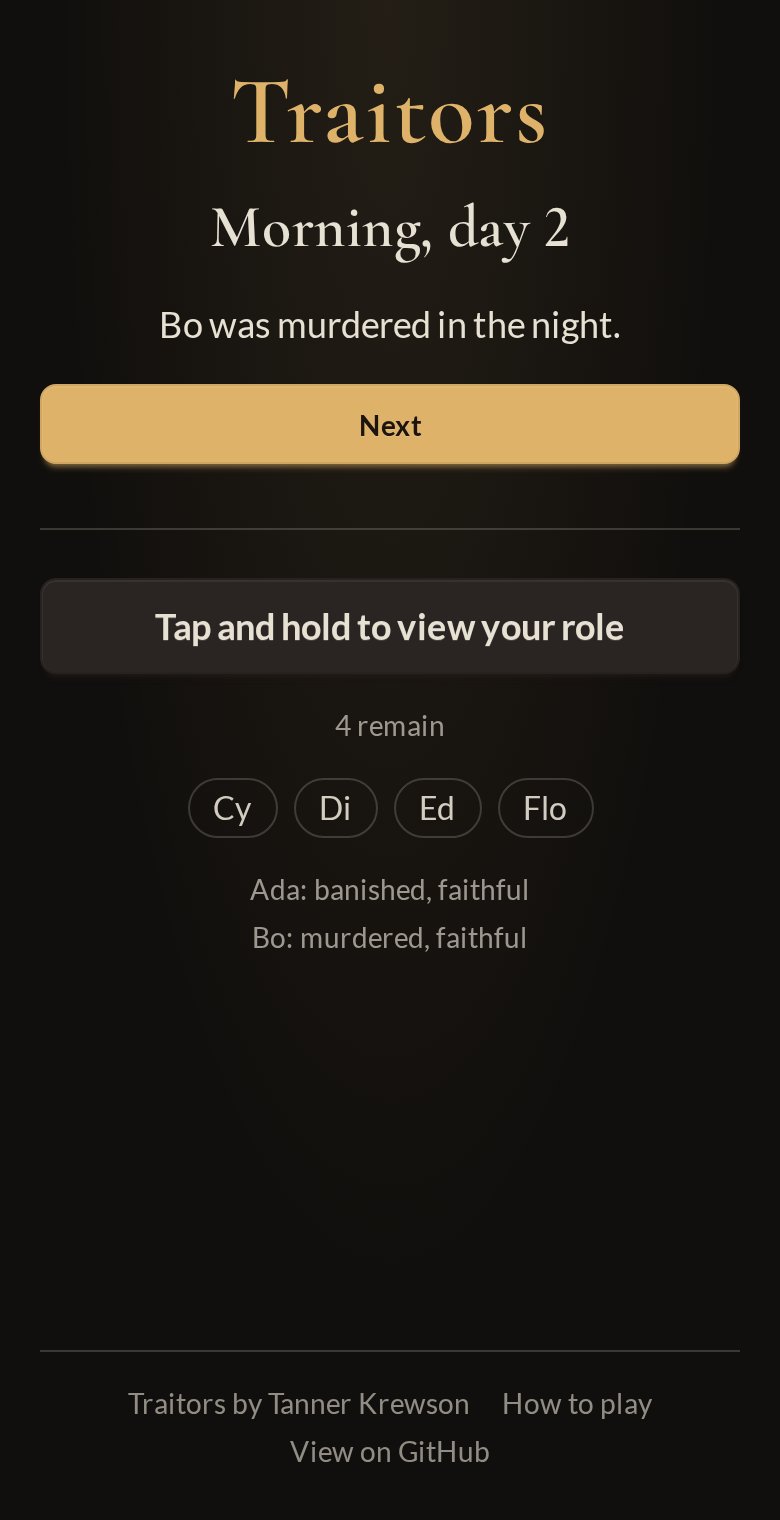 Traitors
Morning, day 2
Bo was murdered in the night.
Next
Tap and hold to view your role
4 remain
Cy Di Ed Flo
Ada: banished, faithful
Bo: murdered, faithful
Traitors by Tanner Krewson How to play
View on GitHub